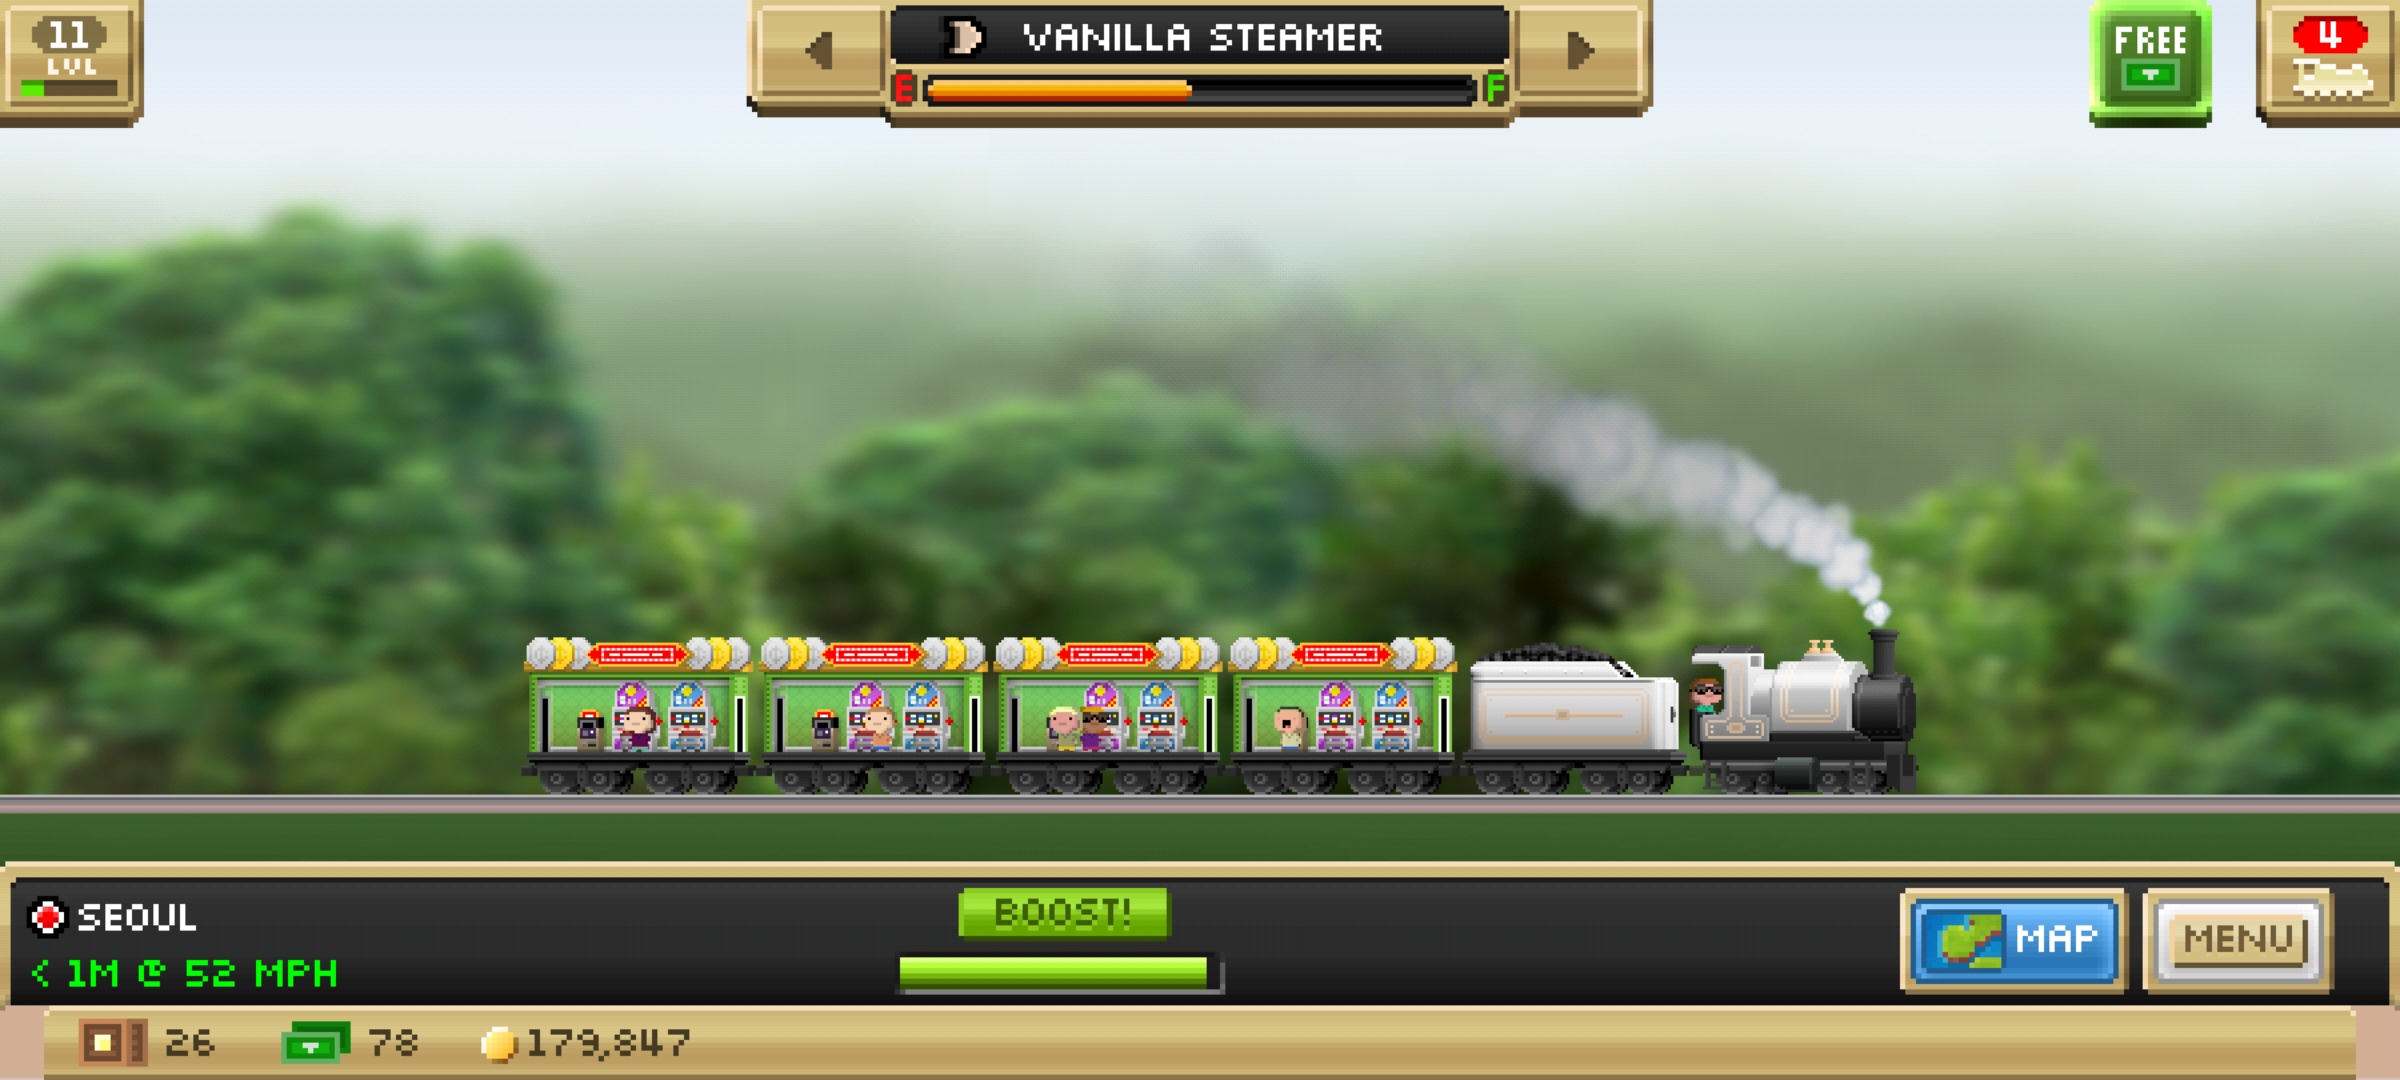 11
LVL
VANILLA STEAMER
E F
FREE
4
SEOUL
< 1M @ 52 MPH
BOOST!
MAP
MENU
26
78
179,847